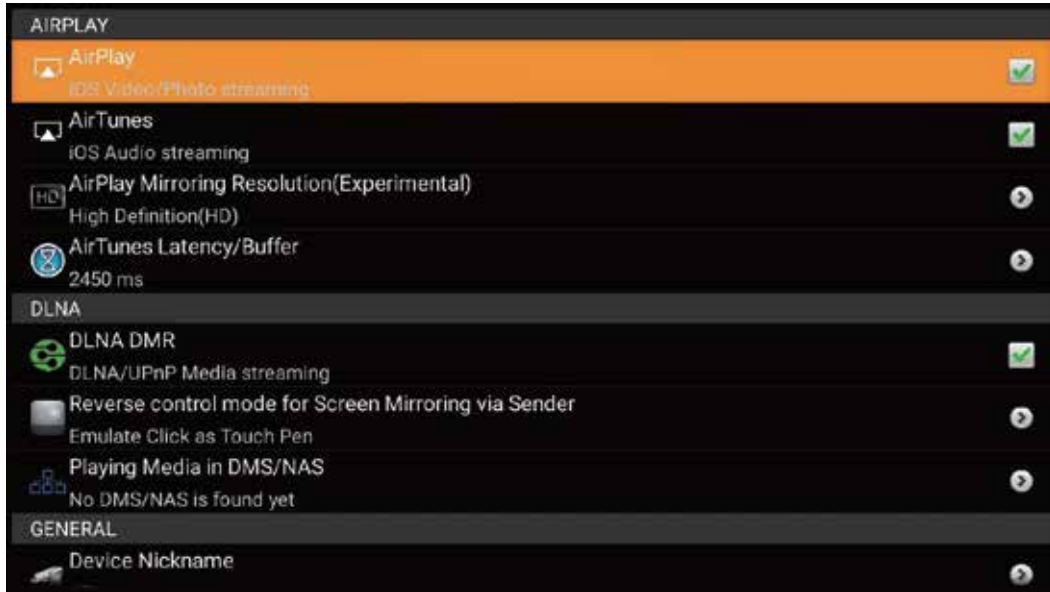 AIRPLAY
AirPlay
iOS Video/Photo streaming
AirTunes
iOS Audio streaming
AirPlay Mirroring Resolution(Experimental)
HD
High Definition(HD)
AirTunes Latency/Buffer
2450 ms
DLNA
DLNA DMR
DLNA/UPnP Media streaming
Reverse control mode for Screen Mirroring via Sender
Emulate Click as Touch Pen
Playing Media in DMS/NAS
No DMS/NAS is found yet
GENERAL
Device Nickname